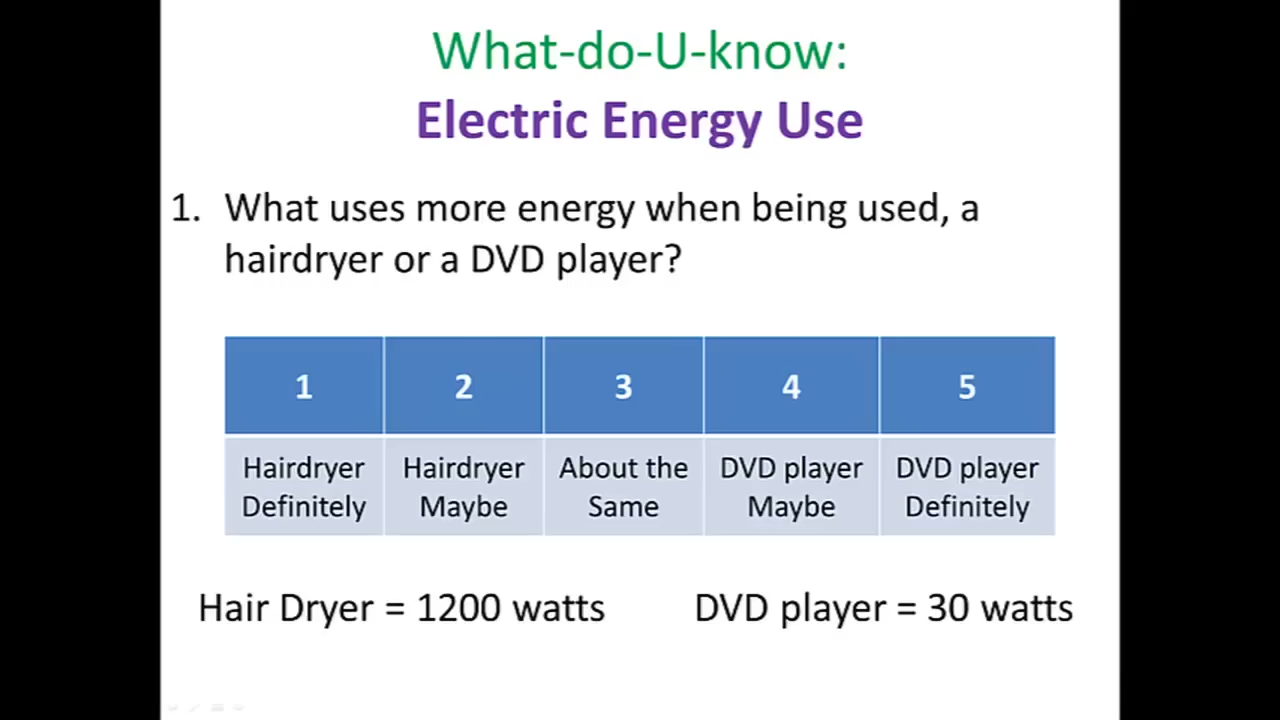 What-do-U-know:
Electric Energy Use
1. What uses more energy when being used, a
hairdryer or a DVD player?
1 2 3 4 5
Hairdryer Definitely Hairdryer Maybe About the Same DVD player Maybe DVD player Definitely
Hair Dryer = 1200 watts DVD player = 30 watts